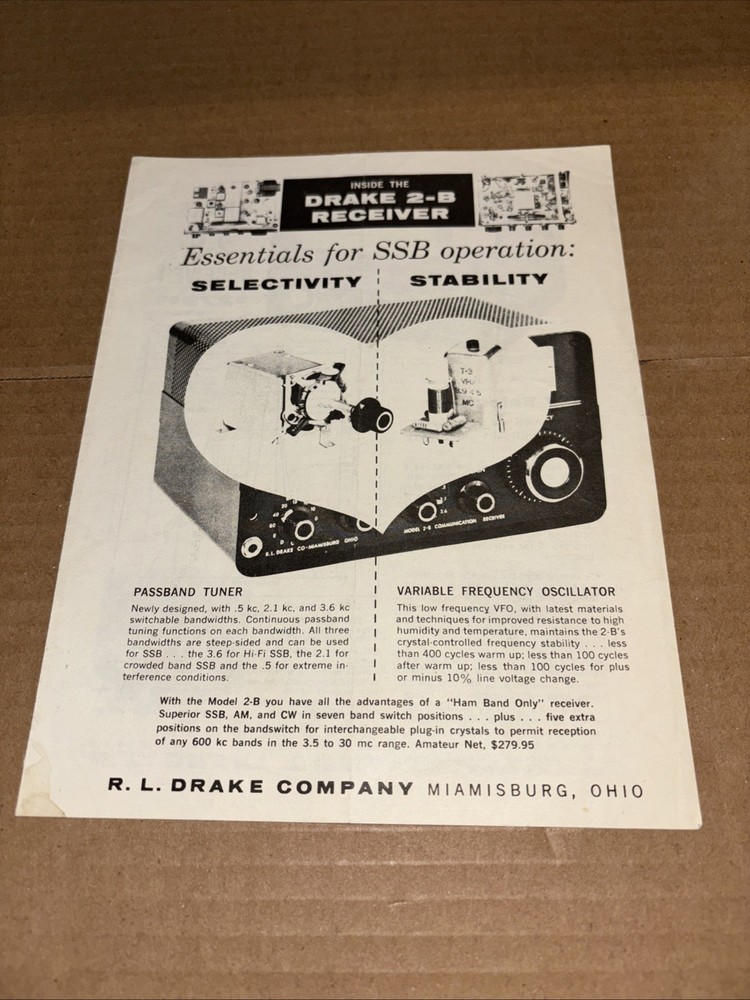 INSIDE THE
DRAKE 2-B
RECEIVER
Essentials for SSB operation:
SELECTIVITY
STABILITY
T-3
VFO
MC
R.L. DRAKE CO-MIAMISBURG OHIO
MODEL 2-B COMMUNICATION RECEIVER
PASSBAND TUNER
Newly designed, with .5 kc, 2.1 kc, and 3.6 kc
switchable bandwidths. Continuous passband
tuning functions on each bandwidth. All three
bandwidths are steep-sided and can be used
for SSB . . . the 3.6 for Hi-Fi SSB, the 2.1 for
crowded band SSB and the .5 for extreme in-
terference conditions.
VARIABLE FREQUENCY OSCILLATOR
This low frequency VFO, with latest materials
and techniques for improved resistance to high
humidity and temperature, maintains the 2-B's
crystal-controlled frequency stability . . . less
than 400 cycles warm up; less than 100 cycles
after warm up; less than 100 cycles for plus
or minus 10% line voltage change.
With the Model 2-B you have all the advantages of a "Ham Band Only" receiver.
Superior SSB, AM, and CW in seven band switch positions . . . plus . . . five extra
positions on the bandswitch for interchangeable plug-in crystals to permit reception
of any 600 kc bands in the 3.5 to 30 mc range. Amateur Net, $279.95
R. L. DRAKE COMPANY MIAMISBURG, OHIO